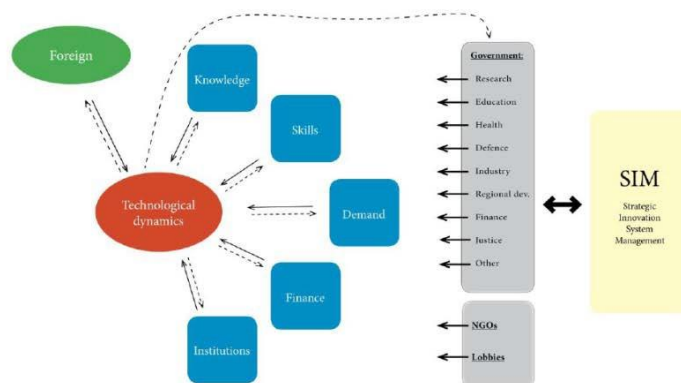 Foreign
Knowledge
Skills
Technological
dynamics
Demand
Finance
Institutions
Government:
Research
Education
Health
Defence
Industry
Regional dev.
Finance
Justice
Other
NGOs
Lobbies
SIM
Strategic
Innovation
System
Management